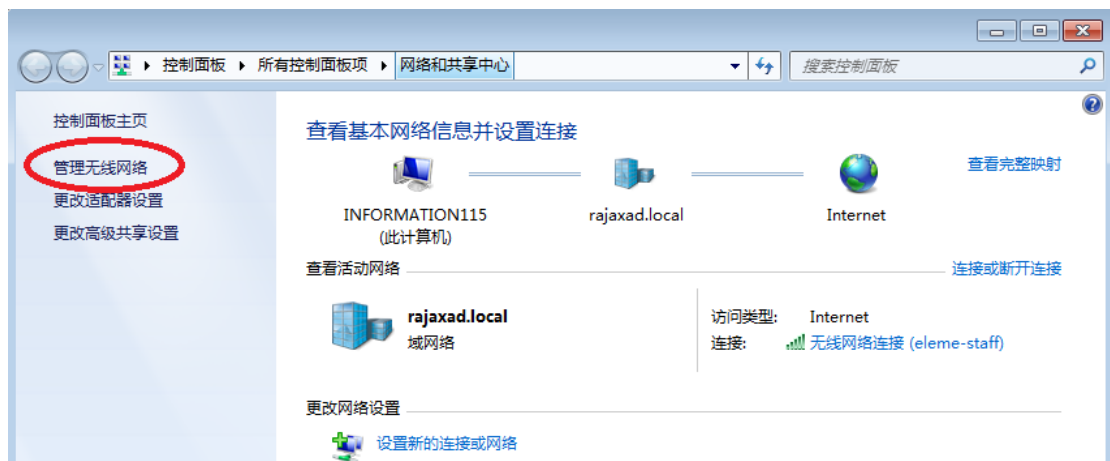 控制面板 所有控制面板项 网络和共享中心 搜索控制面板
控制面板主页
管理无线网络
更改适配器设置
更改高级共享设置
查看基本网络信息并设置连接
查看完整映射
INFORMATION115 rajaxad.local Internet
(此计算机)
查看活动网络 连接或断开连接
rajaxad.local
域网络
访问类型: Internet
连接: 无线网络连接 (eleme-staff)
更改网络设置
设置新的连接或网络